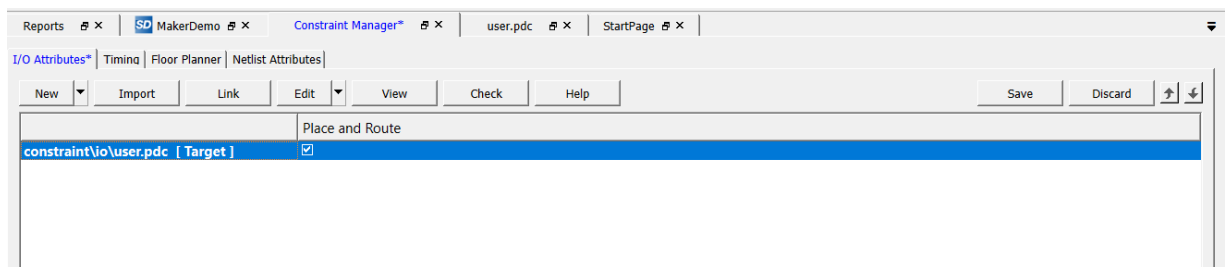 Reports SD MakerDemo Constraint Manager* user.pdc StartPage
I/O Attributes* Timing Floor Planner Netlist Attributes
New Import Link Edit View Check Help Save Discard
Place and Route
constraint\io\user.pdc [ Target ]